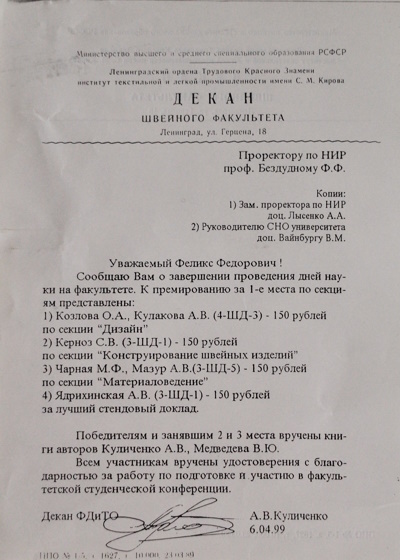 Министерство высшего и среднего специального образования РСФСР
Ленинградский ордена Трудового Красного Знамени
институт текстильной и легкой промышленности имени С. М. Кирова
ДЕКАН
ШВЕЙНОГО ФАКУЛЬТЕТА
Ленинград, ул. Герцена, 18
Проректору по НИР
проф. Бездудному Ф.Ф.
Копии:
1) Зам. проректора по НИР
доц. Лысенко А.А.
2) Руководителю СНО университета
доц. Вайнбургу В.М.
Уважаемый Феликс Федорович !
Сообщаю Вам о завершении проведения дней нау-
ки на факультете. К премированию за 1-е места по секци-
ям представлены:
1) Козлова О.А., Кулакова А.В. (4-ШД-3) - 150 рублей
по секции "Дизайн"
2) Керноз С.В. (3-ШД-1) - 150 рублей
по секции "Конструирование швейных изделий"
3) Чарная М.Ф., Мазур А.В.(3-ШД-5) - 150 рублей
по секции "Материаловедение"
4) Ядрихинская А.В. (3-ШД-1) - 150 рублей
за лучший стендовый доклад.
Победителям и занявшим 2 и 3 места вручены кни-
ги авторов Куличенко А.В., Медведева В.Ю.
Всем участникам вручены удостоверения с благо-
дарностью за работу по подготовке и участию в факуль-
тетской студенческой конференции.
Декан ФДиТО А.В.Куличенко
6.04.99